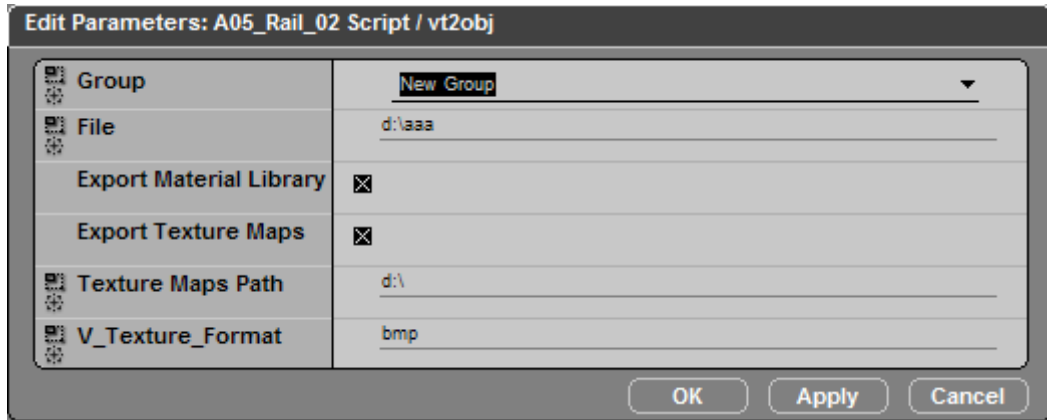 Edit Parameters: A05_Rail_02 Script / vt2obj
Group New Group
File d:\aaa
Export Material Library
Export Texture Maps
Texture Maps Path d:\
V_Texture_Format bmp
OK Apply Cancel